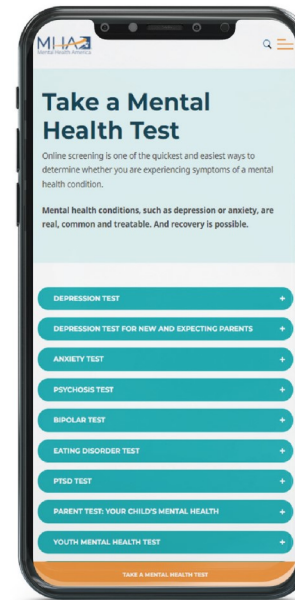 MHA
Mental Health America
Take a Mental
Health Test
Online screening is one of the quickest and easiest ways to
determine whether you are experiencing symptoms of a mental
health condition.
Mental health conditions, such as depression or anxiety, are
real, common and treatable. And recovery is possible.
DEPRESSION TEST +
DEPRESSION TEST FOR NEW AND EXPECTING PARENTS +
ANXIETY TEST +
PSYCHOSIS TEST +
BIPOLAR TEST +
EATING DISORDER TEST +
PTSD TEST +
PARENT TEST: YOUR CHILD'S MENTAL HEALTH +
YOUTH MENTAL HEALTH TEST +
TAKE A MENTAL HEALTH TEST